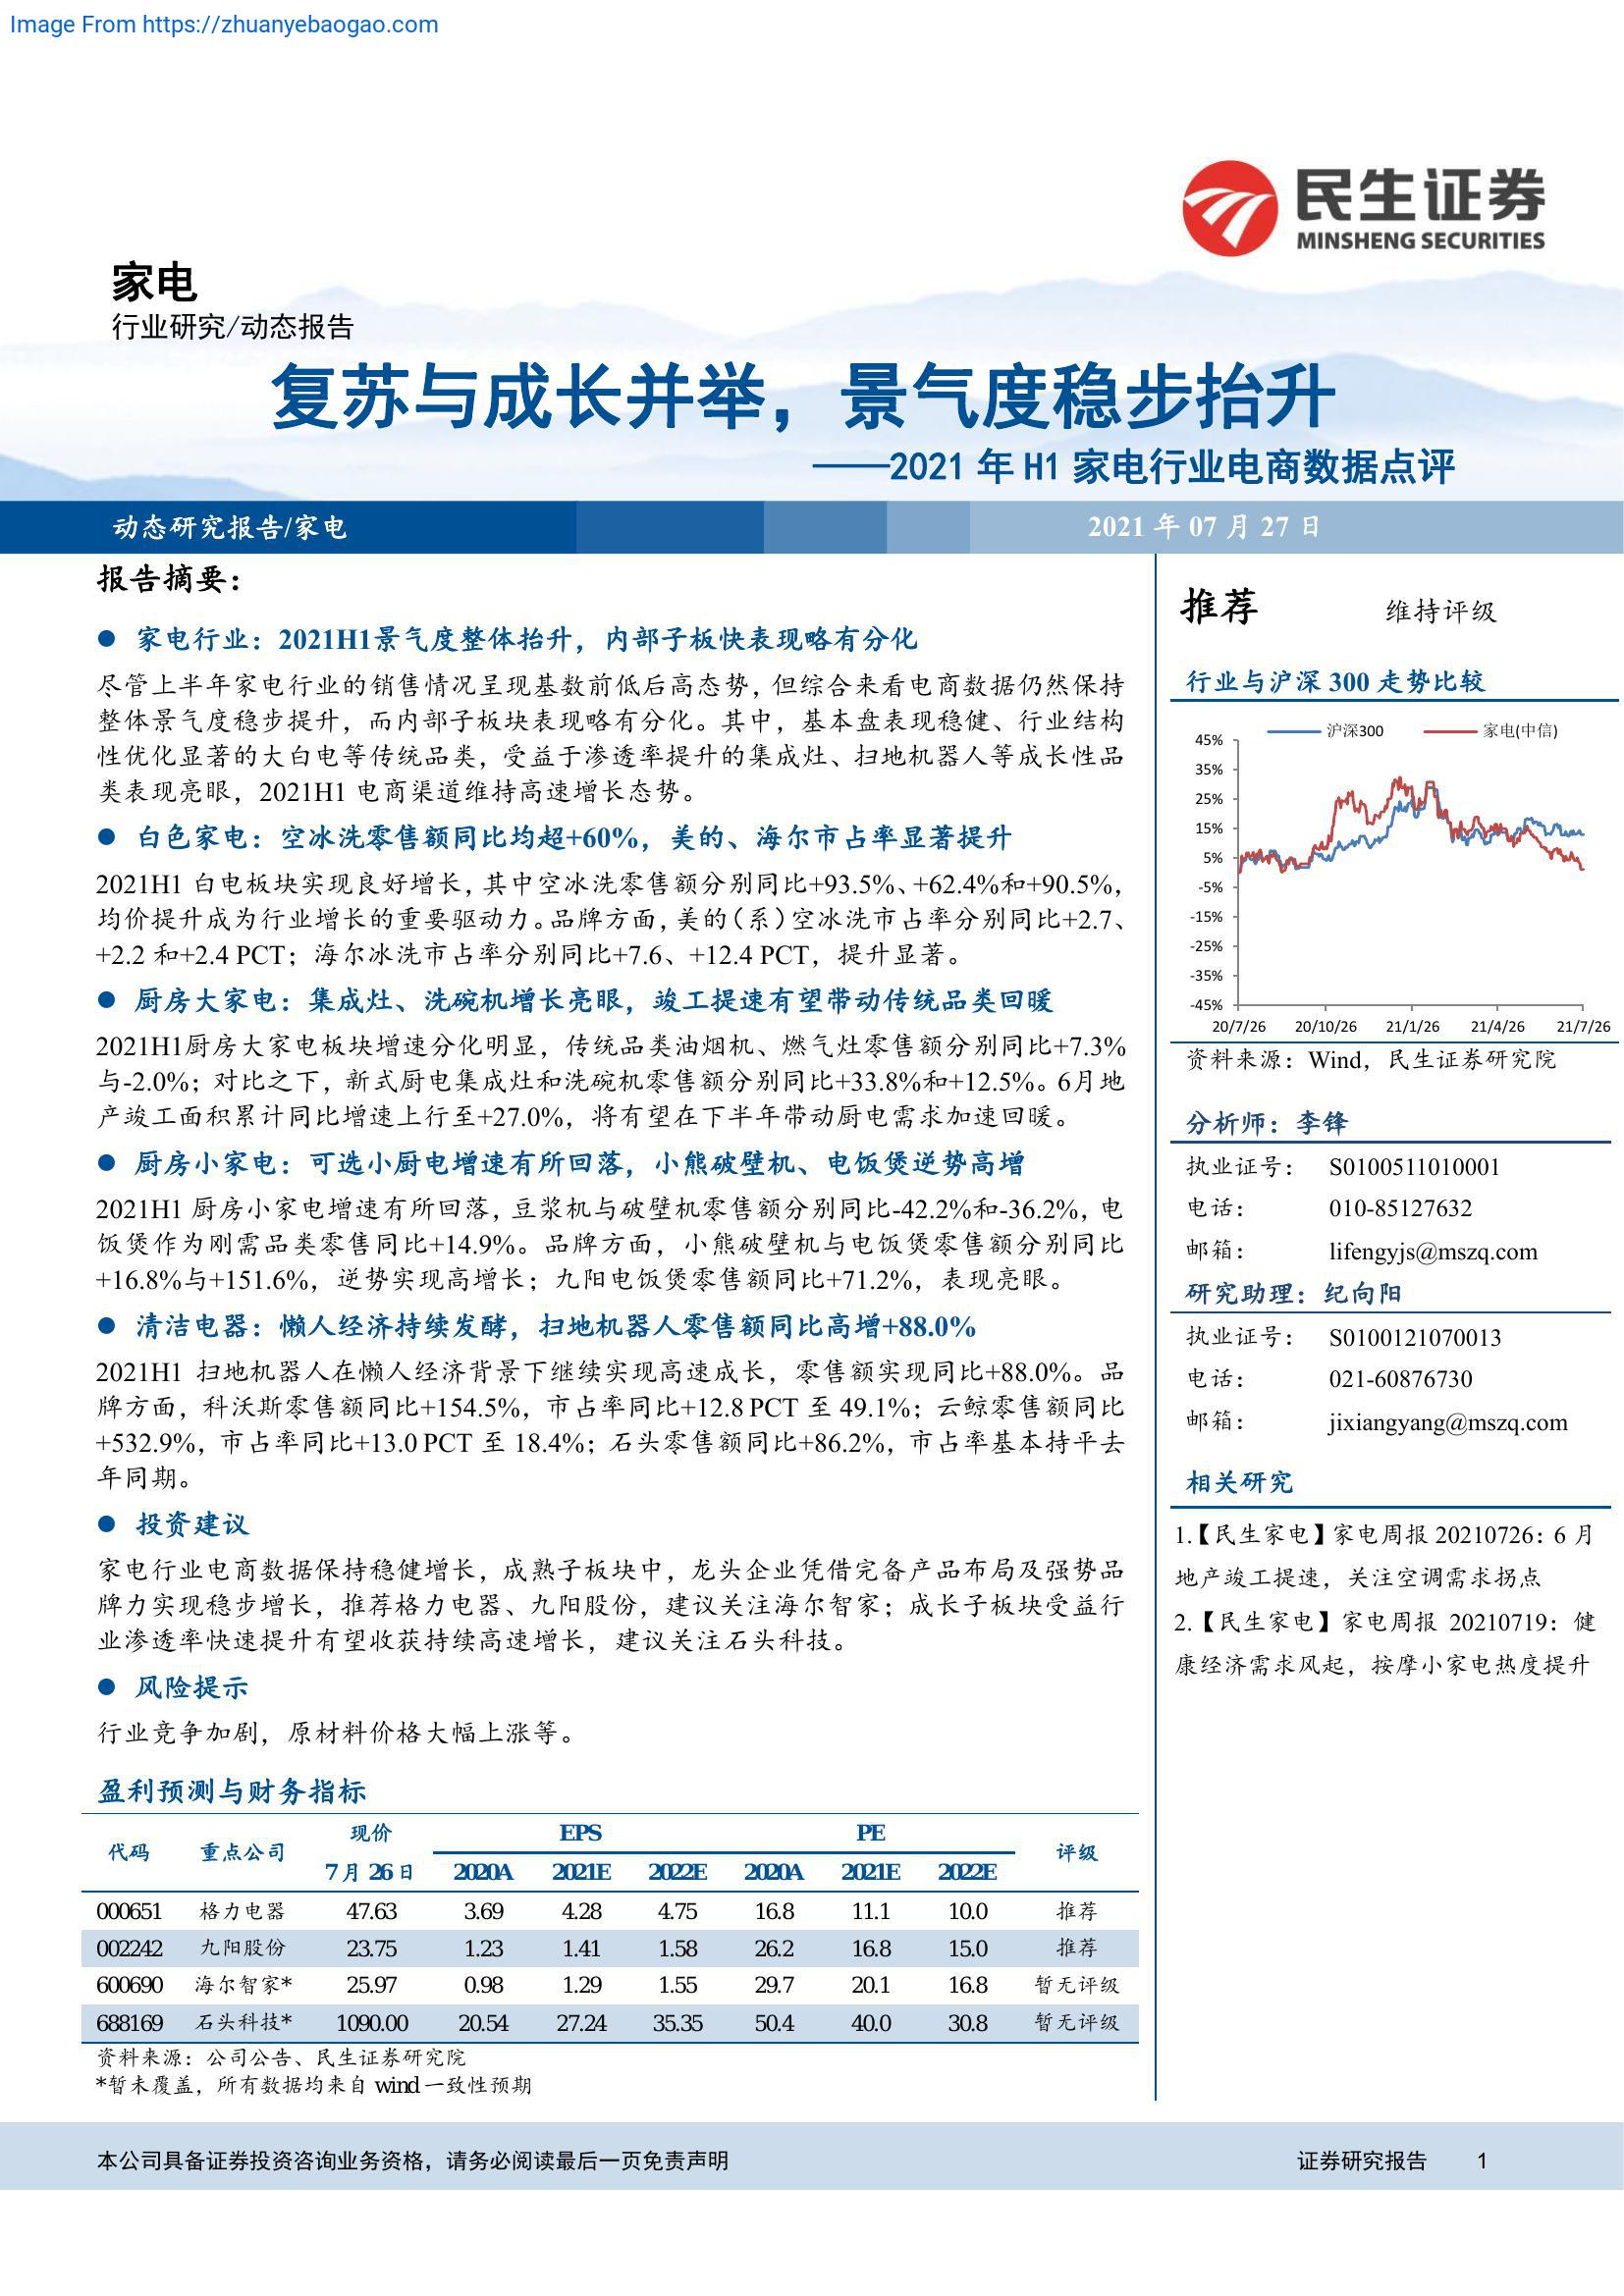 Image From https://zhuanyebaogao.com
民生证券
MINSHENG SECURITIES
家电
行业研究/动态报告
复苏与成长并举，景气度稳步抬升
——2021 年 H1 家电行业电商数据点评
动态研究报告/家电
2021 年 07 月 27 日
报告摘要：
● 家电行业：2021H1景气度整体抬升，内部子板快表现略有分化
尽管上半年家电行业的销售情况呈现基数前低后高态势，但综合来看电商数据仍然保持
整体景气度稳步提升，而内部子板块表现略有分化。其中，基本盘表现稳健、行业结构
性优化显著的大白电等传统品类，受益于渗透率提升的集成灶、扫地机器人等成长性品
类表现亮眼，2021H1 电商渠道维持高速增长态势。
● 白色家电：空冰洗零售额同比均超+60%，美的、海尔市占率显著提升
2021H1 白电板块实现良好增长，其中空冰洗零售额分别同比+93.5%、+62.4%和+90.5%，
均价提升成为行业增长的重要驱动力。品牌方面，美的（系）空冰洗市占率分别同比+2.7、
+2.2 和+2.4 PCT；海尔冰洗市占率分别同比+7.6、+12.4 PCT，提升显著。
● 厨房大家电：集成灶、洗碗机增长亮眼，竣工提速有望带动传统品类回暖
2021H1厨房大家电板块增速分化明显，传统品类油烟机、燃气灶零售额分别同比+7.3%
与-2.0%；对比之下，新式厨电集成灶和洗碗机零售额分别同比+33.8%和+12.5%。6月地
产竣工面积累计同比增速上行至+27.0%，将有望在下半年带动厨电需求加速回暖。
● 厨房小家电：可选小厨电增速有所回落，小熊破壁机、电饭煲逆势高增
2021H1 厨房小家电增速有所回落，豆浆机与破壁机零售额分别同比-42.2%和-36.2%，电
饭煲作为刚需品类零售同比+14.9%。品牌方面，小熊破壁机与电饭煲零售额分别同比
+16.8%与+151.6%，逆势实现高增长；九阳电饭煲零售额同比+71.2%，表现亮眼。
● 清洁电器：懒人经济持续发酵，扫地机器人零售额同比高增+88.0%
2021H1 扫地机器人在懒人经济背景下继续实现高速成长，零售额实现同比+88.0%。品
牌方面，科沃斯零售额同比+154.5%，市占率同比+12.8 PCT 至 49.1%；云鲸零售额同比
+532.9%，市占率同比+13.0 PCT 至 18.4%；石头零售额同比+86.2%，市占率基本持平去
年同期。
● 投资建议
家电行业电商数据保持稳健增长，成熟子板块中，龙头企业凭借完备产品布局及强势品
牌力实现稳步增长，推荐格力电器、九阳股份，建议关注海尔智家；成长子板块受益行
业渗透率快速提升有望收获持续高速增长，建议关注石头科技。
● 风险提示
行业竞争加剧，原材料价格大幅上涨等。
盈利预测与财务指标
代码 重点公司 现价 EPS PE 评级
7 月 26 日 2020A 2021E 2022E 2020A 2021E 2022E
000651 格力电器 47.63 3.69 4.28 4.75 16.8 11.1 10.0 推荐
002242 九阳股份 23.75 1.23 1.41 1.58 26.2 16.8 15.0 推荐
600690 海尔智家* 25.97 0.98 1.29 1.55 29.7 20.1 16.8 暂无评级
688169 石头科技* 1090.00 20.54 27.24 35.35 50.4 40.0 30.8 暂无评级
资料来源：公司公告、民生证券研究院
*暂未覆盖，所有数据均来自 wind 一致性预期
推荐 维持评级
行业与沪深 300 走势比较
沪深300 家电(中信)
45%
35%
25%
15%
5%
-5%
-15%
-25%
-35%
-45%
20/7/26 20/10/26 21/1/26 21/4/26 21/7/26
资料来源：Wind，民生证券研究院
分析师：李锋
执业证号： S0100511010001
电话： 010-85127632
邮箱： lifengyjs@mszq.com
研究助理：纪向阳
执业证号： S0100121070013
电话： 021-60876730
邮箱： jixiangyang@mszq.com
相关研究
1.【民生家电】家电周报 20210726：6 月
地产竣工提速，关注空调需求拐点
2.【民生家电】家电周报 20210719：健
康经济需求风起，按摩小家电热度提升
本公司具备证券投资咨询业务资格，请务必阅读最后一页免责声明
证券研究报告 1